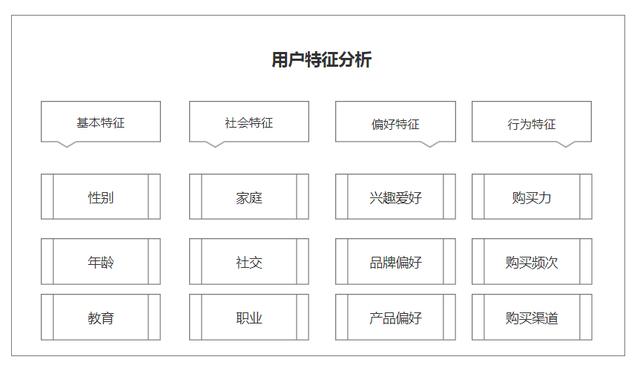 用户特征分析
基本特征 社会特征 偏好特征 行为特征
性别 家庭 兴趣爱好 购买力
年龄 社交 品牌偏好 购买频次
教育 职业 产品偏好 购买渠道